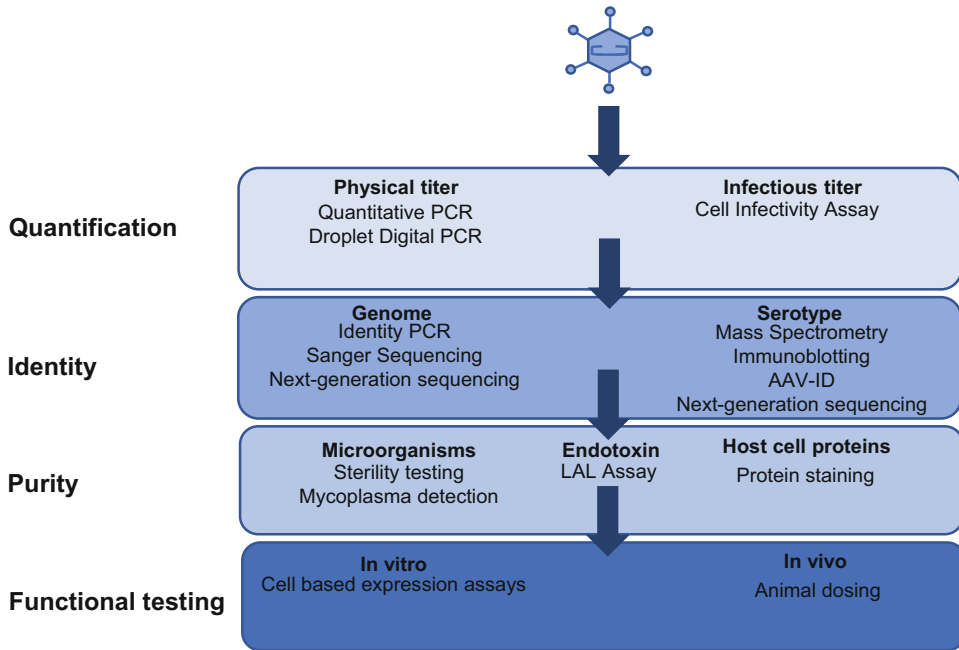 Quantification
Physical titer
Quantitative PCR
Droplet Digital PCR
Infectious titer
Cell Infectivity Assay
Identity
Genome
Identity PCR
Sanger Sequencing
Next-generation sequencing
Serotype
Mass Spectrometry
Immunoblotting
AAV-ID
Next-generation sequencing
Purity
Microorganisms
Sterility testing
Mycoplasma detection
Endotoxin
LAL Assay
Host cell proteins
Protein staining
Functional testing
In vitro
Cell based expression assays
In vivo
Animal dosing